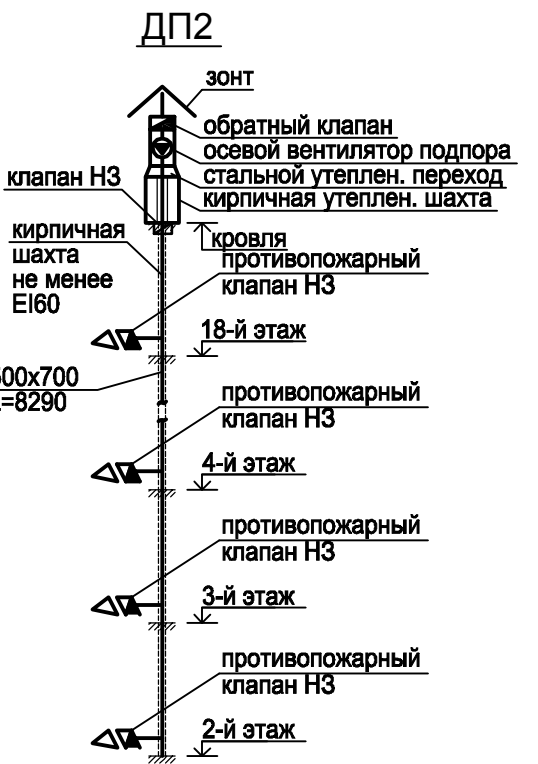 ДП2
зонт
обратный клапан
осевой вентилятор подпора
стальной утеплен. переход
кирпичная утеплен. шахта
клапан НЗ
кровля
кирпичная
шахта
не менее
EI60
противопожарный
клапан НЗ
18-й этаж
500х700
=8290
противопожарный
клапан НЗ
4-й этаж
противопожарный
клапан НЗ
3-й этаж
противопожарный
клапан НЗ
2-й этаж